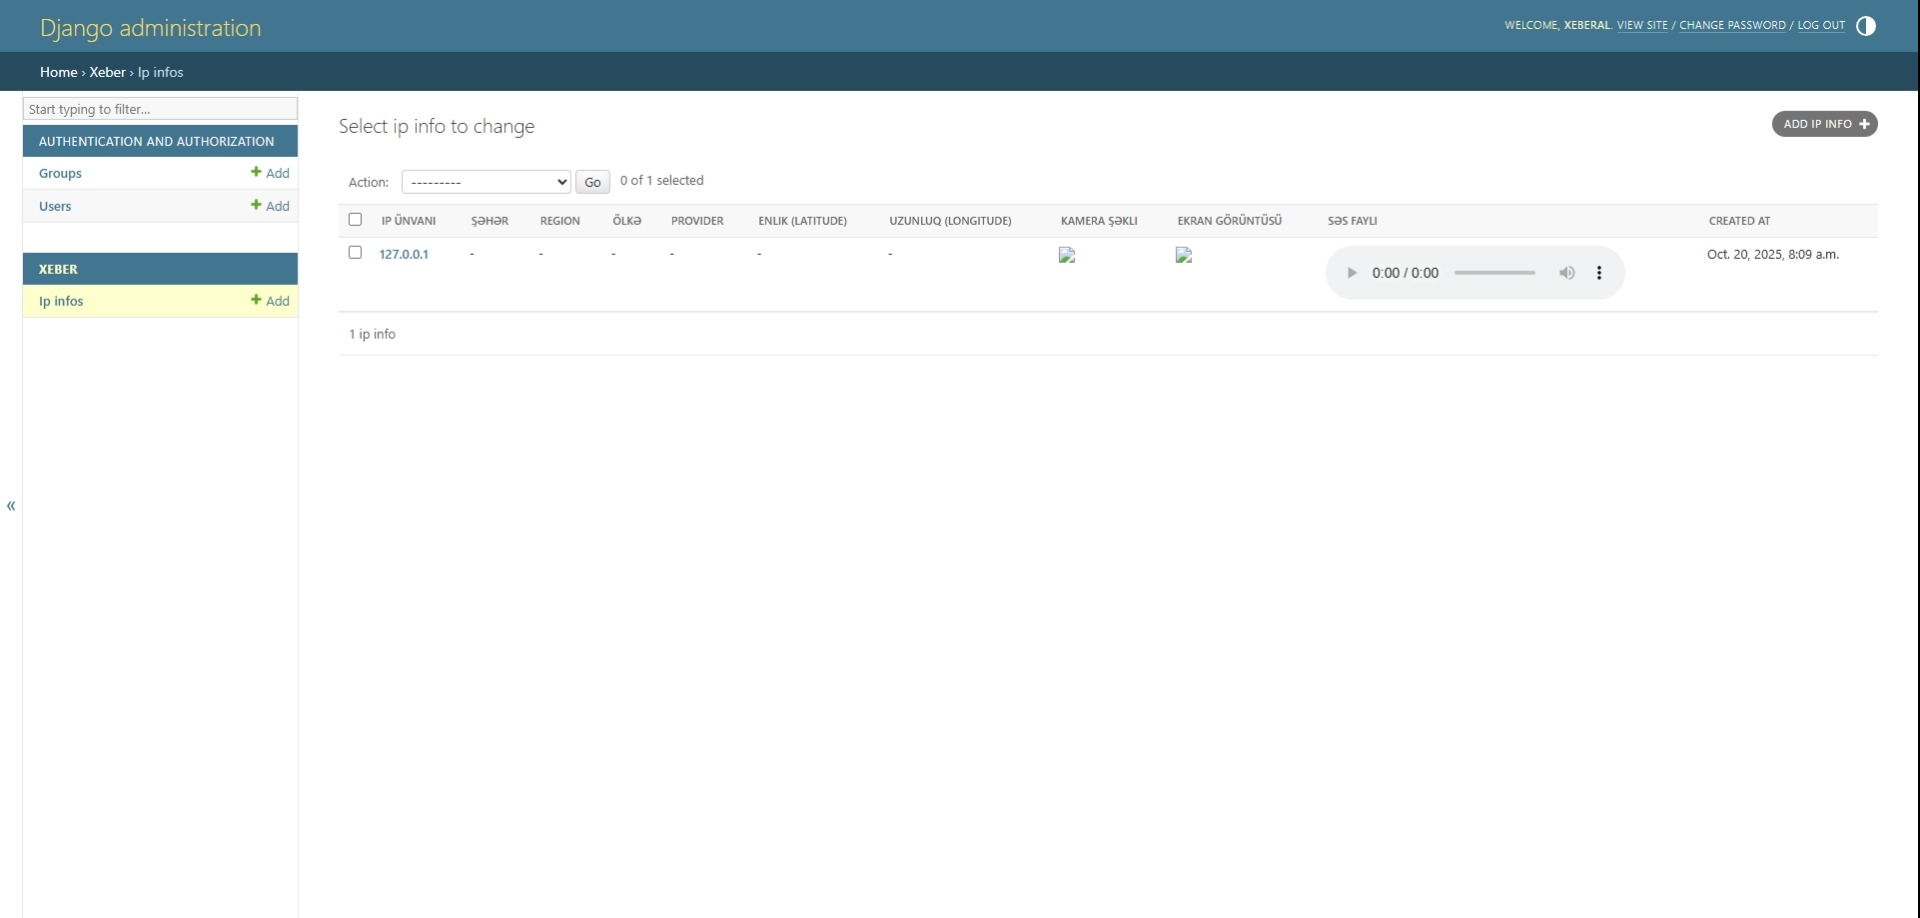 Django administration
WELCOME, XEBERAL. VIEW SITE / CHANGE PASSWORD / LOG OUT
Home › Xeber › Ip infos
Start typing to filter...
AUTHENTICATION AND AUTHORIZATION
Groups + Add
Users + Add
XEBER
Ip infos + Add
«
Select ip info to change
ADD IP INFO +
Action: --------- Go 0 of 1 selected
IP ÜNVANI ŞƏHƏR REGION ÖLKƏ PROVIDER ENLIK (LATITUDE) UZUNLUQ (LONGITUDE) KAMERA ŞƏKLI EKRAN GÖRÜNTÜSÜ SƏS FAYLI CREATED AT
127.0.0.1 - - - - - - 0:00 / 0:00 Oct. 20, 2025, 8:09 a.m.
1 ip info